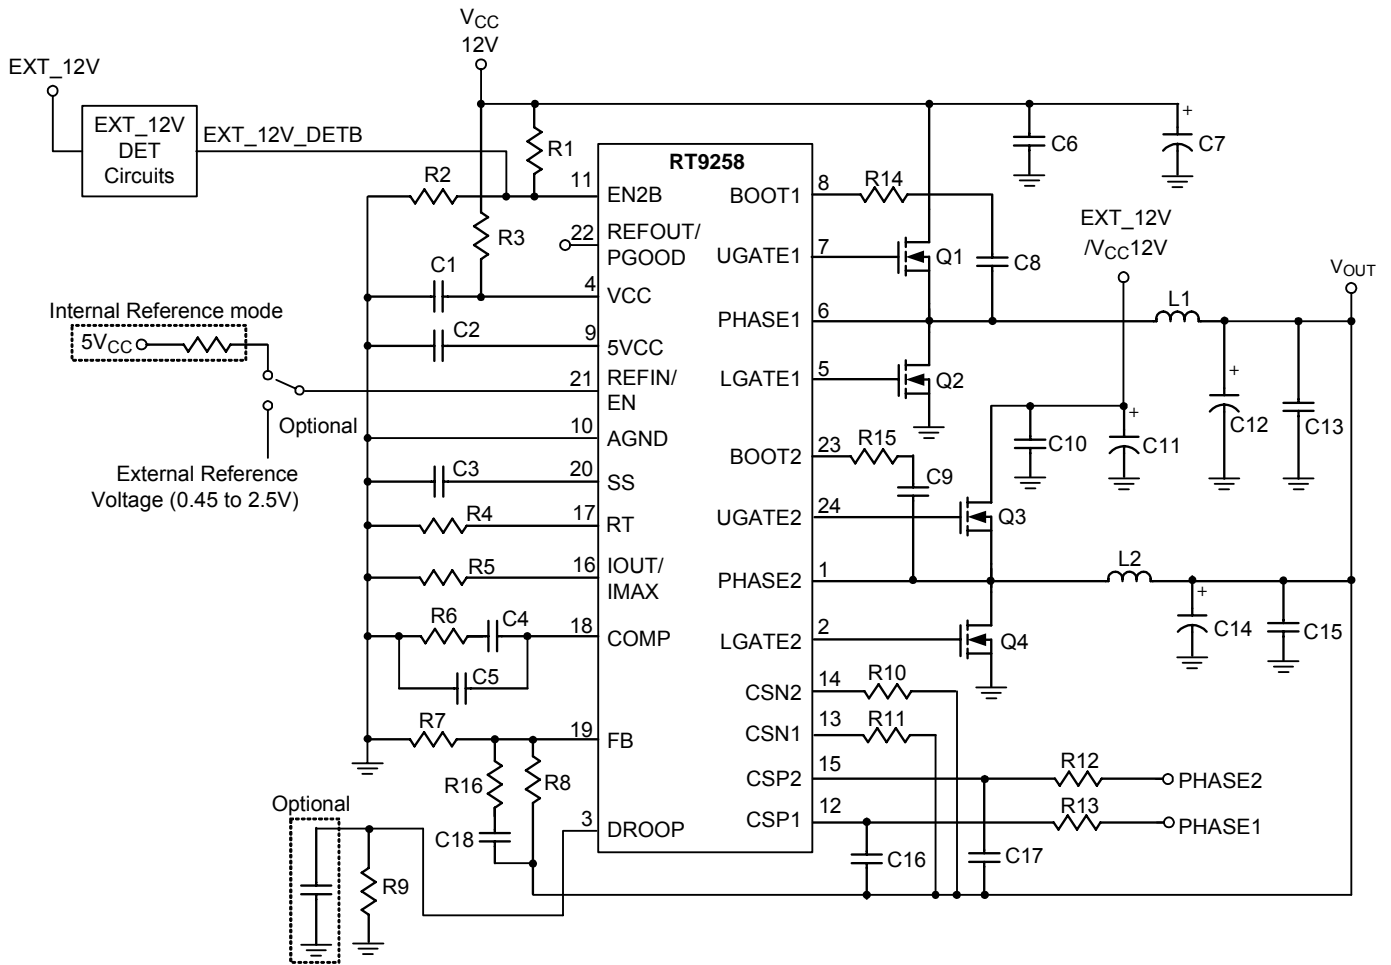 VCC
12V
EXT_12V
EXT_12V
DET
Circuits
EXT_12V_DETB
R1
R2
R3
C1
C2
Internal Reference mode
5VCC
Optional
External Reference
Voltage (0.45 to 2.5V)
C3
R4
R5
R6
C4
C5
R7
R16
R8
C18
Optional
R9
RT9258
11
EN2B
22
REFOUT/
PGOOD
4
VCC
9
5VCC
21
REFIN/
EN
10
AGND
20
SS
17
RT
16
IOUT/
IMAX
18
COMP
19
FB
3
DROOP
BOOT1
8
UGATE1
7
PHASE1
6
LGATE1
5
BOOT2
23
UGATE2
24
PHASE2
1
LGATE2
2
CSN2
14
CSN1
13
CSP2
15
CSP1
12
R14
Q1
C8
Q2
C6
+
C7
EXT_12V
/VCC12V
VOUT
L1
+
C12
C13
R15
C9
C10
+
C11
Q3
L2
+
C14
C15
Q4
R10
R11
R12
PHASE2
R13
PHASE1
C16
C17